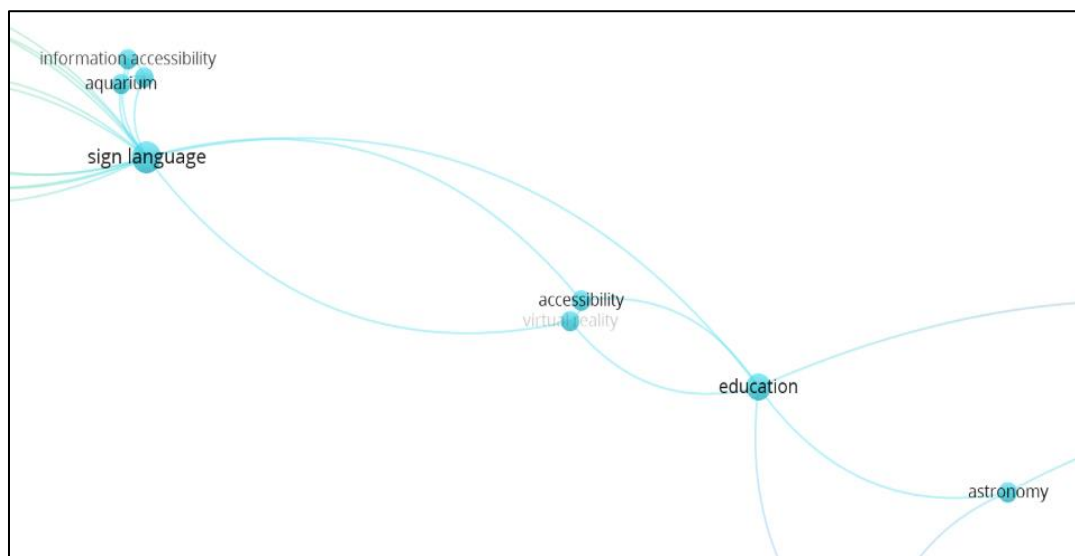 information accessibility
aquarium
sign language
accessibility
virtual reality
education
astronomy